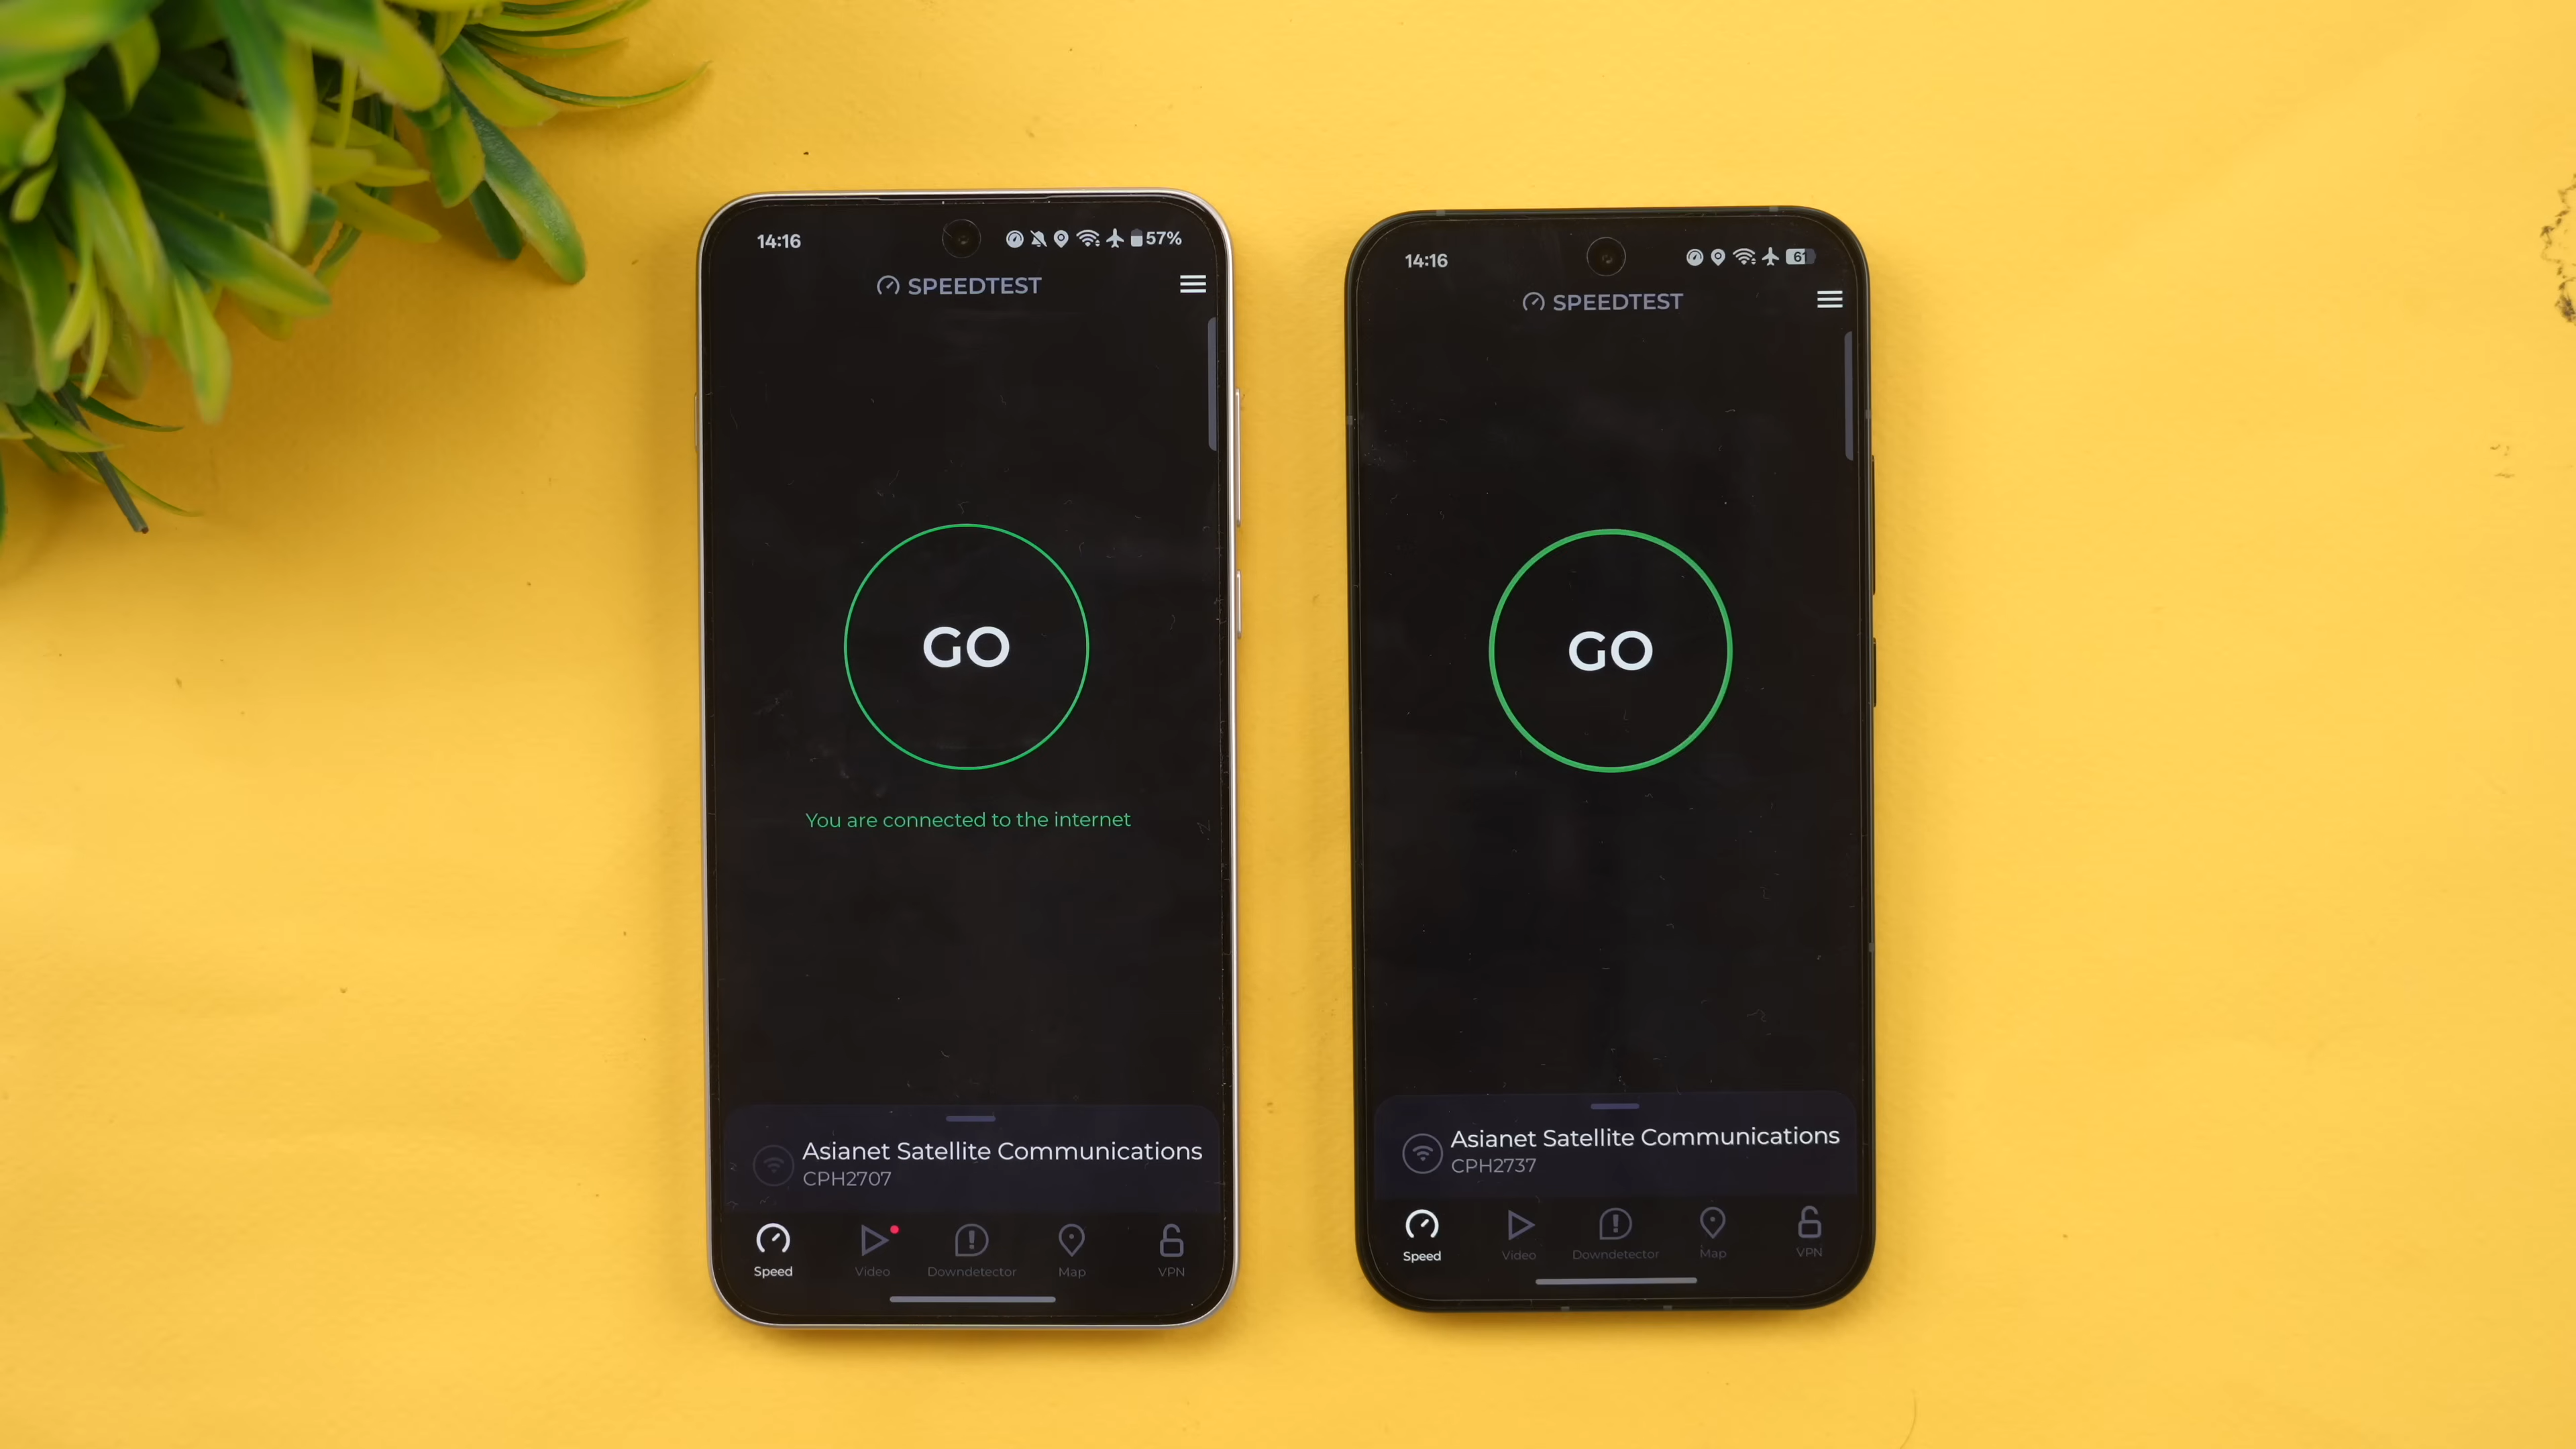 14:16
57%
SPEEDTEST
GO
You are connected to the internet
Asianet Satellite Communications
CPH2707
Speed
Video
Downdetector
Map
VPN
14:16
61
SPEEDTEST
GO
Asianet Satellite Communications
CPH2737
Speed
Video
Downdetector
Map
VPN